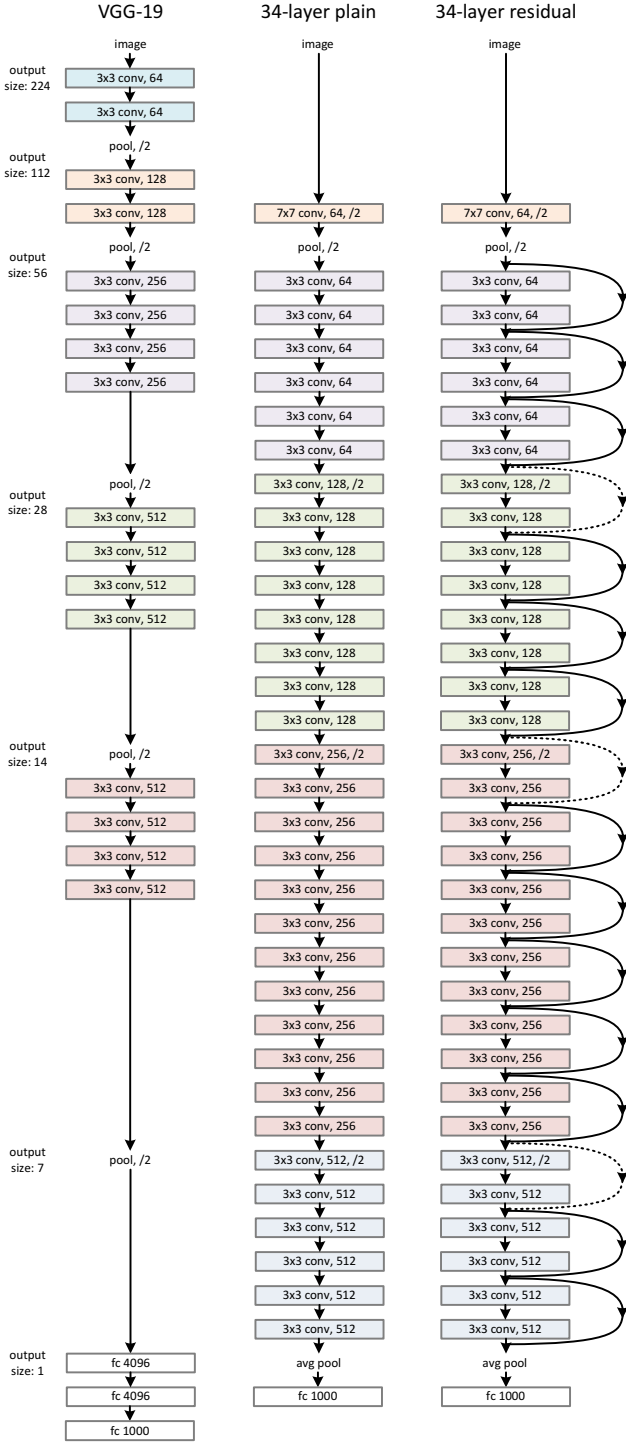 VGG-19
image
output
size: 224
3x3 conv, 64
3x3 conv, 64
pool, /2
output
size: 112
3x3 conv, 128
3x3 conv, 128
pool, /2
output
size: 56
3x3 conv, 256
3x3 conv, 256
3x3 conv, 256
3x3 conv, 256
pool, /2
output
size: 28
3x3 conv, 512
3x3 conv, 512
3x3 conv, 512
3x3 conv, 512
pool, /2
output
size: 14
3x3 conv, 512
3x3 conv, 512
3x3 conv, 512
3x3 conv, 512
pool, /2
output
size: 7
output
size: 1
fc 4096
fc 4096
fc 1000
34-layer plain
image
7x7 conv, 64, /2
pool, /2
3x3 conv, 64
3x3 conv, 64
3x3 conv, 64
3x3 conv, 64
3x3 conv, 64
3x3 conv, 64
3x3 conv, 128, /2
3x3 conv, 128
3x3 conv, 128
3x3 conv, 128
3x3 conv, 128
3x3 conv, 128
3x3 conv, 128
3x3 conv, 128
3x3 conv, 256, /2
3x3 conv, 256
3x3 conv, 256
3x3 conv, 256
3x3 conv, 256
3x3 conv, 256
3x3 conv, 256
3x3 conv, 256
3x3 conv, 256
3x3 conv, 256
3x3 conv, 256
3x3 conv, 256
3x3 conv, 512, /2
3x3 conv, 512
3x3 conv, 512
3x3 conv, 512
3x3 conv, 512
3x3 conv, 512
avg pool
fc 1000
34-layer residual
image
7x7 conv, 64, /2
pool, /2
3x3 conv, 64
3x3 conv, 64
3x3 conv, 64
3x3 conv, 64
3x3 conv, 64
3x3 conv, 64
3x3 conv, 128, /2
3x3 conv, 128
3x3 conv, 128
3x3 conv, 128
3x3 conv, 128
3x3 conv, 128
3x3 conv, 128
3x3 conv, 128
3x3 conv, 256, /2
3x3 conv, 256
3x3 conv, 256
3x3 conv, 256
3x3 conv, 256
3x3 conv, 256
3x3 conv, 256
3x3 conv, 256
3x3 conv, 256
3x3 conv, 256
3x3 conv, 256
3x3 conv, 256
3x3 conv, 512, /2
3x3 conv, 512
3x3 conv, 512
3x3 conv, 512
3x3 conv, 512
3x3 conv, 512
avg pool
fc 1000